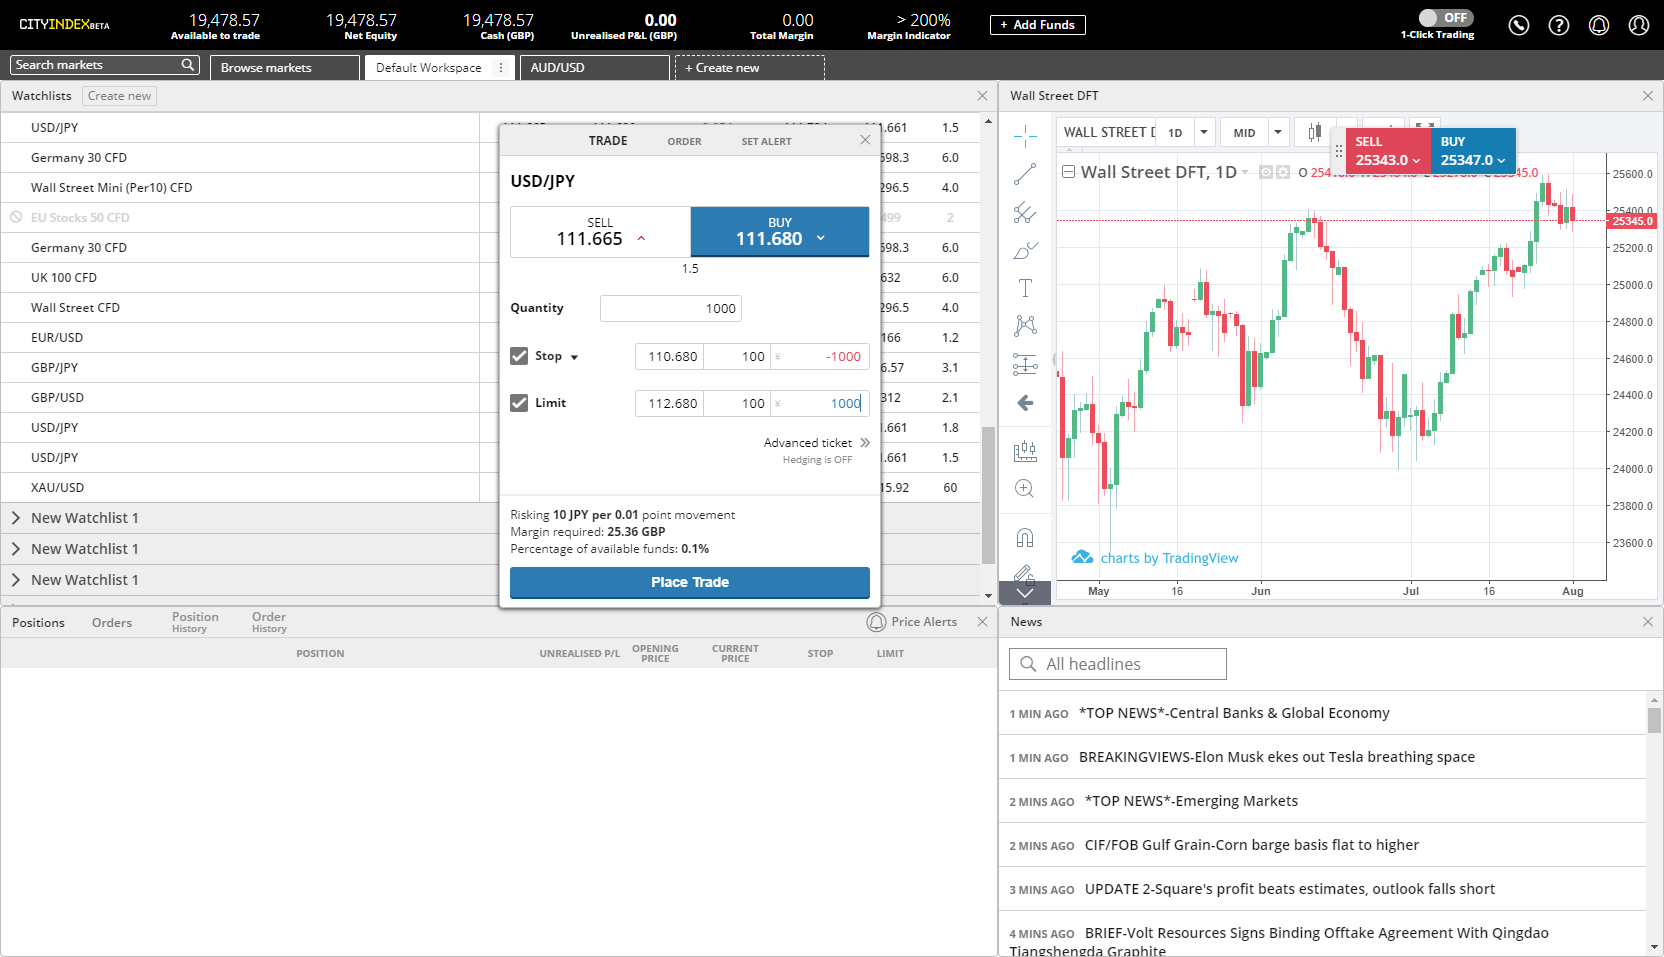 CITYINDEX BETA
19,478.57 19,478.57 19,478.57 0.00 0.00 > 200% OFF
Available to trade Net Equity Cash (GBP) Unrealised P&L (GBP) Total Margin Margin Indicator + Add Funds 1-Click Trading
Search markets Browse markets Default Workspace AUD/USD + Create new
Watchlists Create new
USD/JPY .661 1.5
Germany 30 CFD 698.3 6.0
Wall Street Mini (Per10) CFD 296.5 4.0
EU Stocks 50 CFD 499 2
Germany 30 CFD 698.3 6.0
UK 100 CFD 632 6.0
Wall Street CFD 296.5 4.0
EUR/USD 166 1.2
GBP/JPY 6.57 3.1
GBP/USD 312 2.1
USD/JPY .661 1.8
USD/JPY .661 1.5
XAU/USD 15.92 60
New Watchlist 1
New Watchlist 1
New Watchlist 1
TRADE ORDER SET ALERT
USD/JPY
SELL BUY
111.665 111.680
1.5
Quantity 1000
Stop 110.680 100 ¥ -1000
Limit 112.680 100 ¥ 1000
Advanced ticket
Hedging is OFF
Risking 10 JPY per 0.01 point movement
Margin required: 25.36 GBP
Percentage of available funds: 0.1%
Place Trade
Wall Street DFT
WALL STREET D 1D MID
SELL BUY
25343.0 25347.0
Wall Street DFT, 1D
25600.0
25400.0
25345.0
25200.0
25000.0
24800.0
24600.0
24400.0
24200.0
24000.0
23800.0
23600.0
charts by TradingView
May 16 Jun Jul 16 Aug
Positions Orders Position History Order History Price Alerts
POSITION UNREALISED P/L OPENING PRICE CURRENT PRICE STOP LIMIT
News
All headlines
1 MIN AGO *TOP NEWS*-Central Banks & Global Economy
1 MIN AGO BREAKINGVIEWS-Elon Musk ekes out Tesla breathing space
2 MINS AGO *TOP NEWS*-Emerging Markets
2 MINS AGO CIF/FOB Gulf Grain-Corn barge basis flat to higher
3 MINS AGO UPDATE 2-Square's profit beats estimates, outlook falls short
4 MINS AGO BRIEF-Volt Resources Signs Binding Offtake Agreement With Qingdao
Tiangshengda Graphite